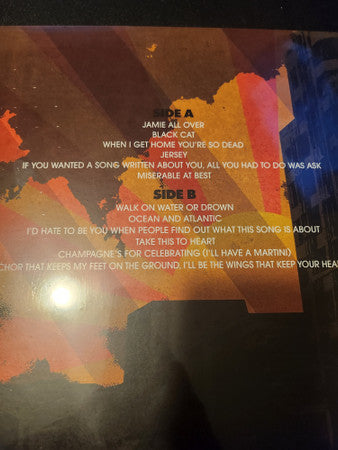 SIDE A
JAMIE ALL OVER
BLACK CAT
WHEN I GET HOME YOU'RE SO DEAD
JERSEY
IF YOU WANTED A SONG WRITTEN ABOUT YOU, ALL YOU HAD TO DO WAS ASK
MISERABLE AT BEST
SIDE B
WALK ON WATER OR DROWN
OCEAN AND ATLANTIC
I'D HATE TO BE YOU WHEN PEOPLE FIND OUT WHAT THIS SONG IS ABOUT
TAKE THIS TO HEART
CHAMPAGNE'S FOR CELEBRATING (I'LL HAVE A MARTINI)
CHOR THAT KEEPS MY FEET ON THE GROUND, I'LL BE THE WINGS THAT KEEP YOUR HEA